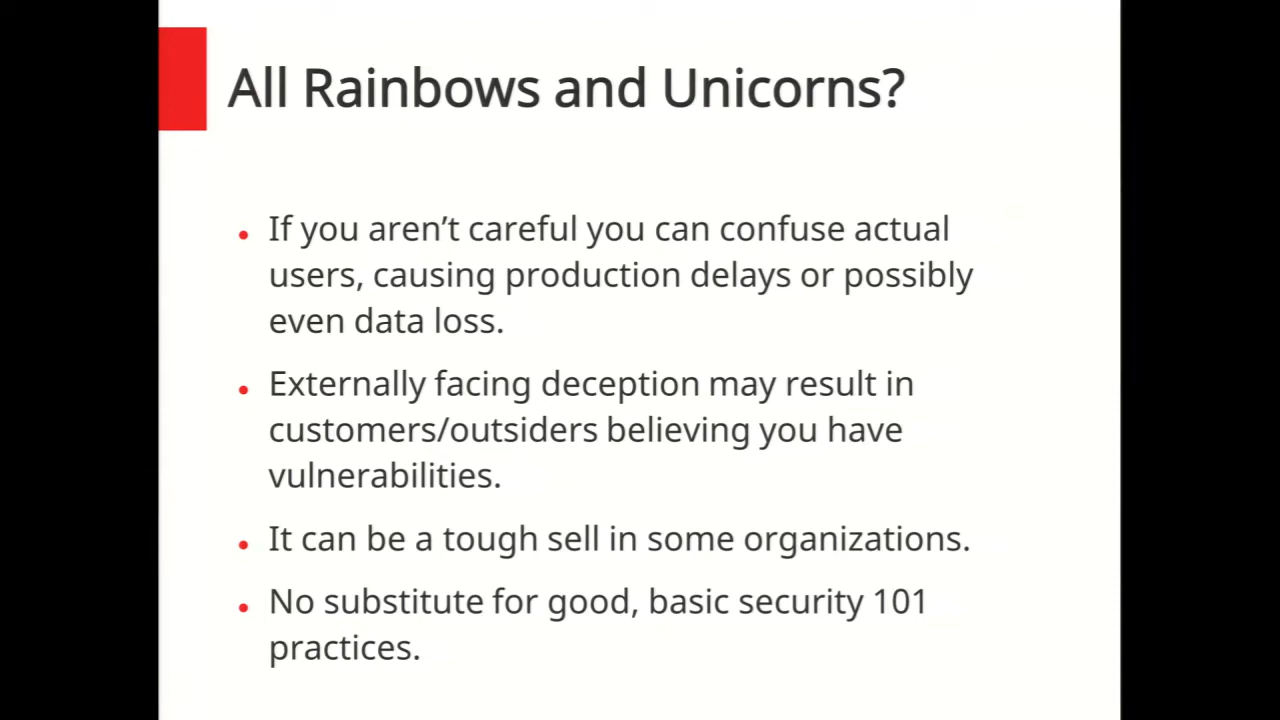 All Rainbows and Unicorns?
If you aren’t careful you can confuse actual
users, causing production delays or possibly
even data loss.
Externally facing deception may result in
customers/outsiders believing you have
vulnerabilities.
It can be a tough sell in some organizations.
No substitute for good, basic security 101
practices.